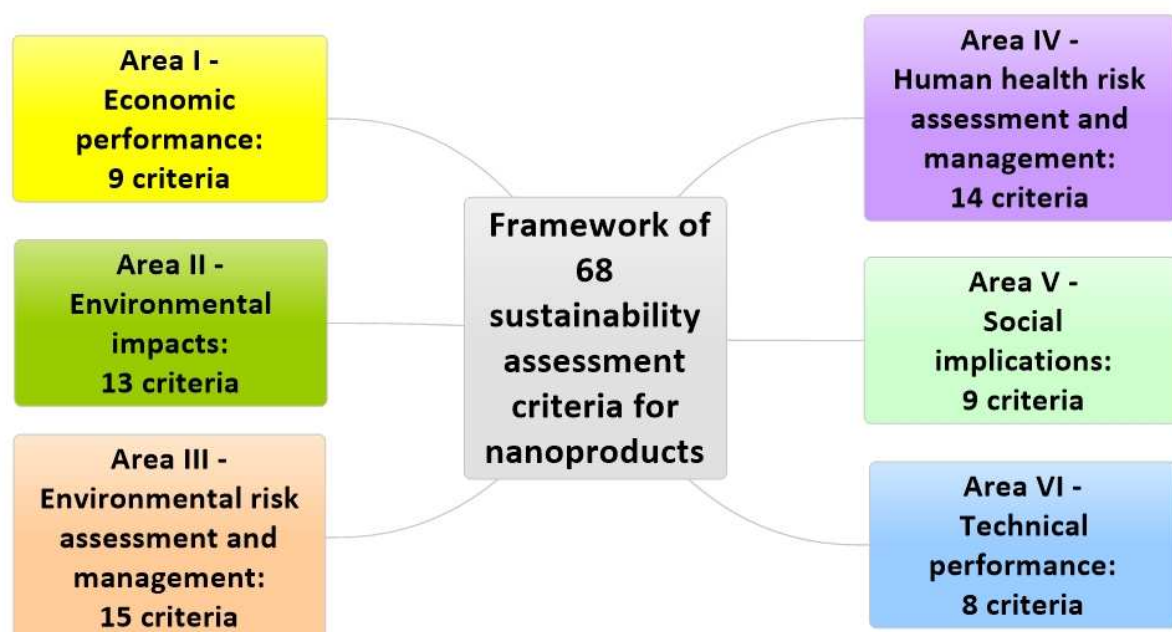 Area I -
Economic
performance:
9 criteria
Area II -
Environmental
impacts:
13 criteria
Area III -
Environmental risk
assessment and
management:
15 criteria
Framework of
68
sustainability
assessment
criteria for
nanoproducts
Area IV -
Human health risk
assessment and
management:
14 criteria
Area V -
Social
implications:
9 criteria
Area VI -
Technical
performance:
8 criteria